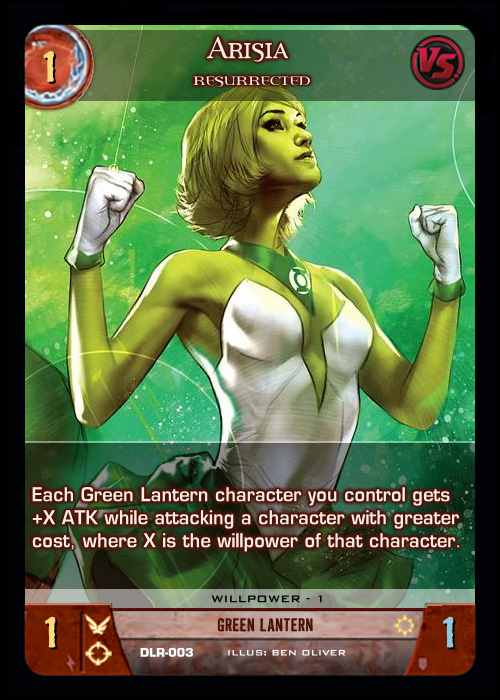 1
ARISIA
VS
RESURRECTED
Each Green Lantern character you control gets
+X ATK while attacking a character with greater
cost, where X is the willpower of that character.
WILLPOWER - 1
1
GREEN LANTERN
1
DLR-003
ILLUS: BEN OLIVER